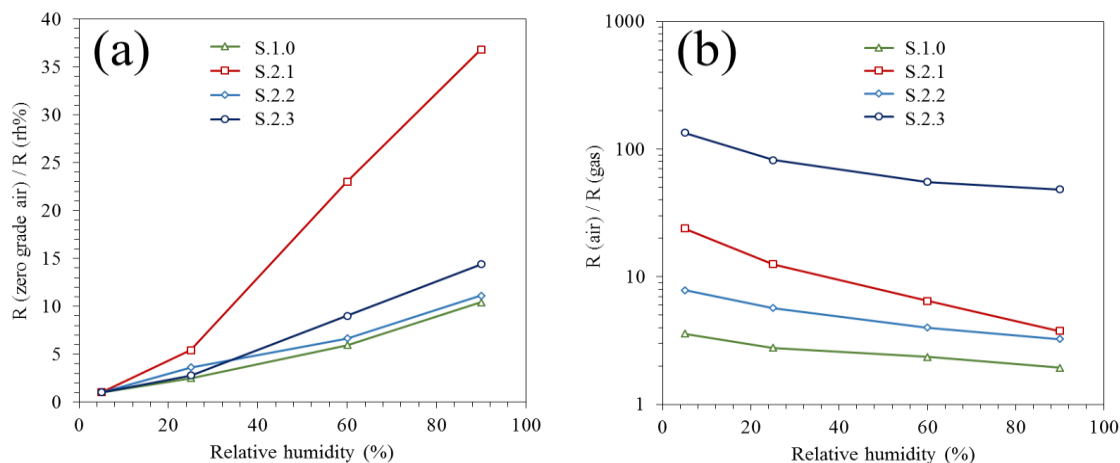 (a)
S.1.0
S.2.1
S.2.2
S.2.3
R (zero grade air) / R (rh%)
40
35
30
25
20
15
10
5
0
0 20 40 60 80 100
Relative humidity (%)
(b)
S.1.0
S.2.1
S.2.2
S.2.3
R (air) / R (gas)
1000
100
10
1
0 20 40 60 80 100
Relative humidity (%)